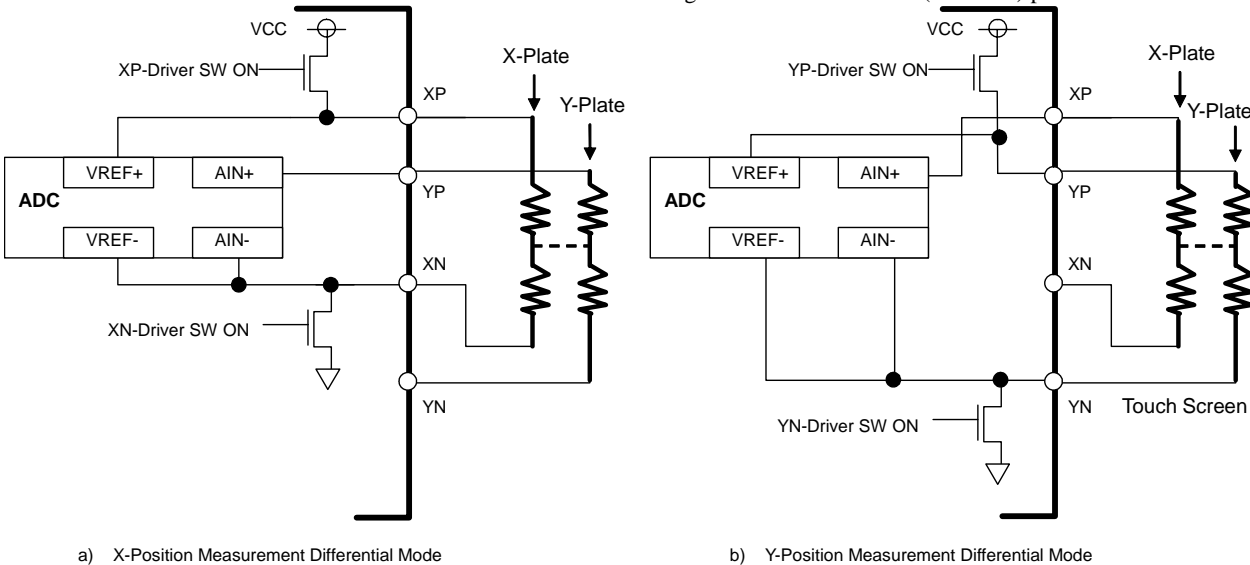 VCC
XP-Driver SW ON
X-Plate
Y-Plate
XP
VREF+
AIN+
YP
ADC
VREF-
AIN-
XN
XN-Driver SW ON
YN
a) X-Position Measurement Differential Mode
VCC
YP-Driver SW ON
X-Plate
Y-Plate
XP
VREF+
AIN+
YP
ADC
VREF-
AIN-
XN
YN-Driver SW ON
YN
Touch Screen
b) Y-Position Measurement Differential Mode